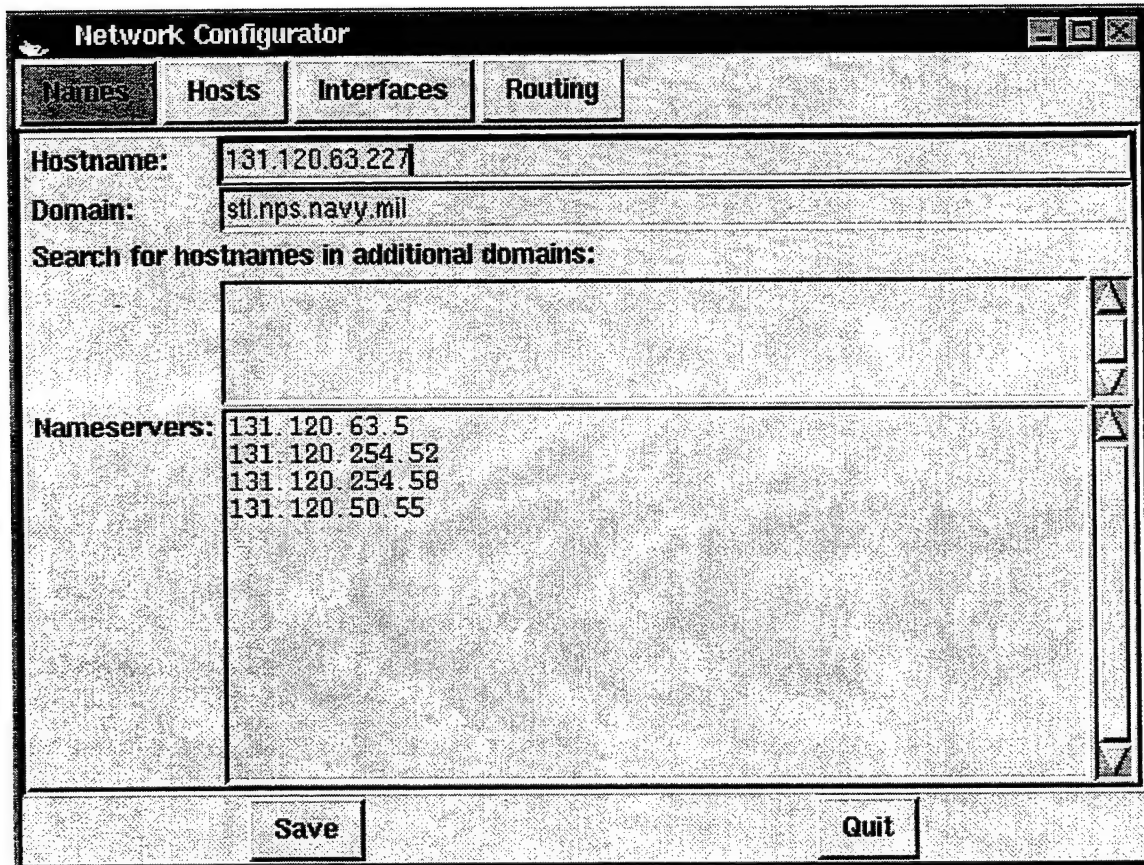 Network Configurator
Names Hosts Interfaces Routing
Hostname: 131.120.63.227
Domain: stl.nps.navy.mil
Search for hostnames in additional domains:
Nameservers: 131.120.63.5
131.120.254.52
131.120.254.58
131.120.50.55
Save Quit